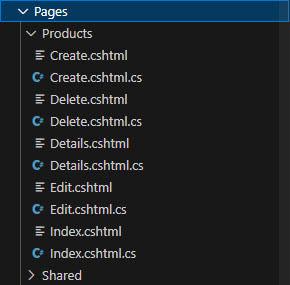 Pages
Products
Create.cshtml
C# Create.cshtml.cs
Delete.cshtml
C# Delete.cshtml.cs
Details.cshtml
C# Details.cshtml.cs
Edit.cshtml
C# Edit.cshtml.cs
Index.cshtml
C# Index.cshtml.cs
Shared